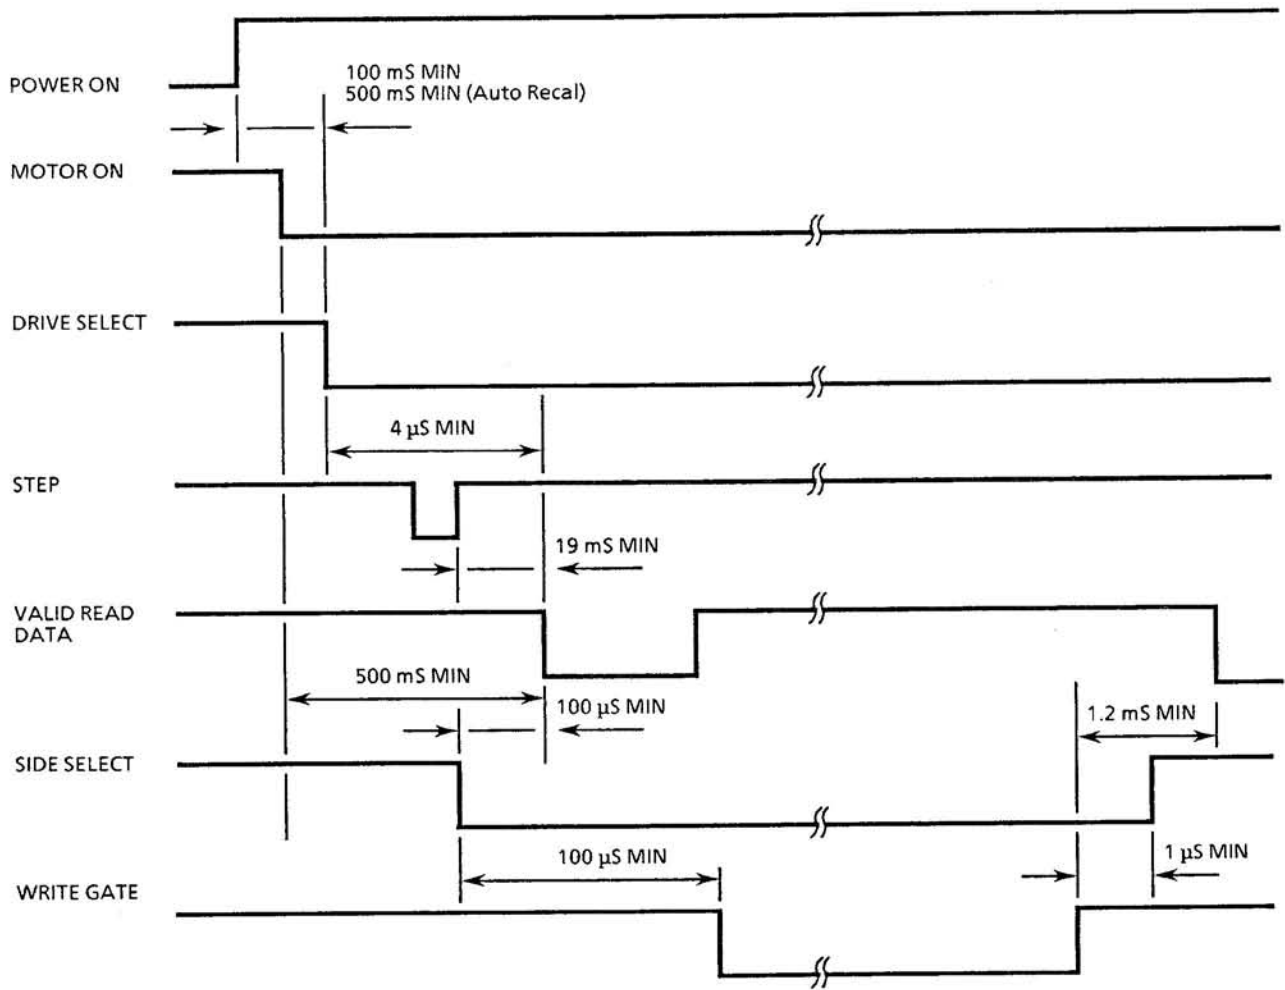 POWER ON
100 mS MIN
500 mS MIN (Auto Recal)
MOTOR ON
DRIVE SELECT
4 µS MIN
STEP
19 mS MIN
VALID READ
DATA
500 mS MIN
100 µS MIN
1.2 mS MIN
SIDE SELECT
100 µS MIN
1 µS MIN
WRITE GATE